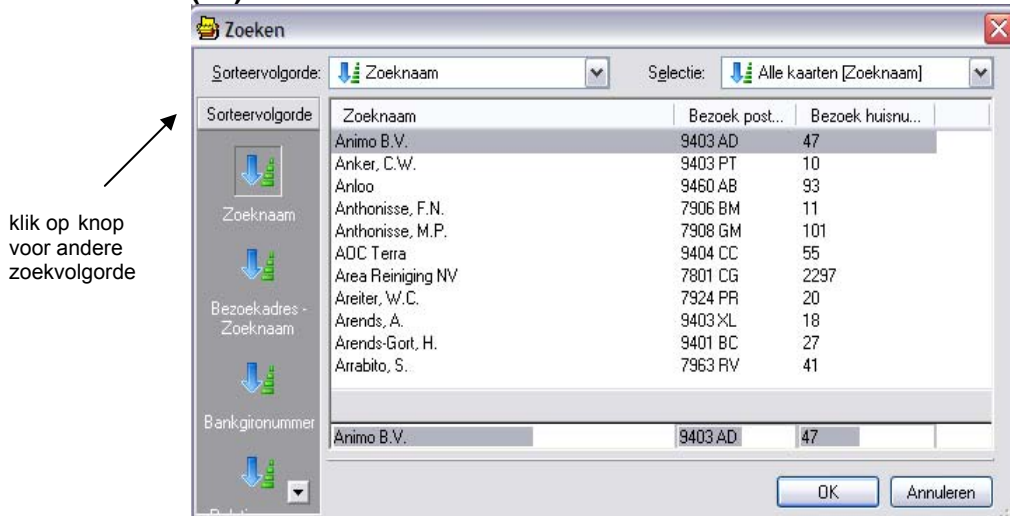 Zoeken
Sorteervolgorde: Zoeknaam Selectie: Alle kaarten [Zoeknaam]
Sorteervolgorde
Zoeknaam Bezoek post... Bezoek huisnu...
Animo B.V. 9403 AD 47
Anker, C.W. 9403 PT 10
Anloo 9460 AB 93
Anthonisse, F.N. 7906 BM 11
Anthonisse, M.P. 7908 GM 101
AOC Terra 9404 CC 55
Area Reiniging NV 7801 CG 2297
Areiter, W.C. 7924 PR 20
Arends, A. 9403 XL 18
Arends-Gort, H. 9401 BC 27
Arrabito, S. 7963 RV 41
Animo B.V. 9403 AD 47
Zoeknaam
Bezoekadres -
Zoeknaam
Bankgironummer
OK Annuleren
klik op knop
voor andere
zoekvolgorde